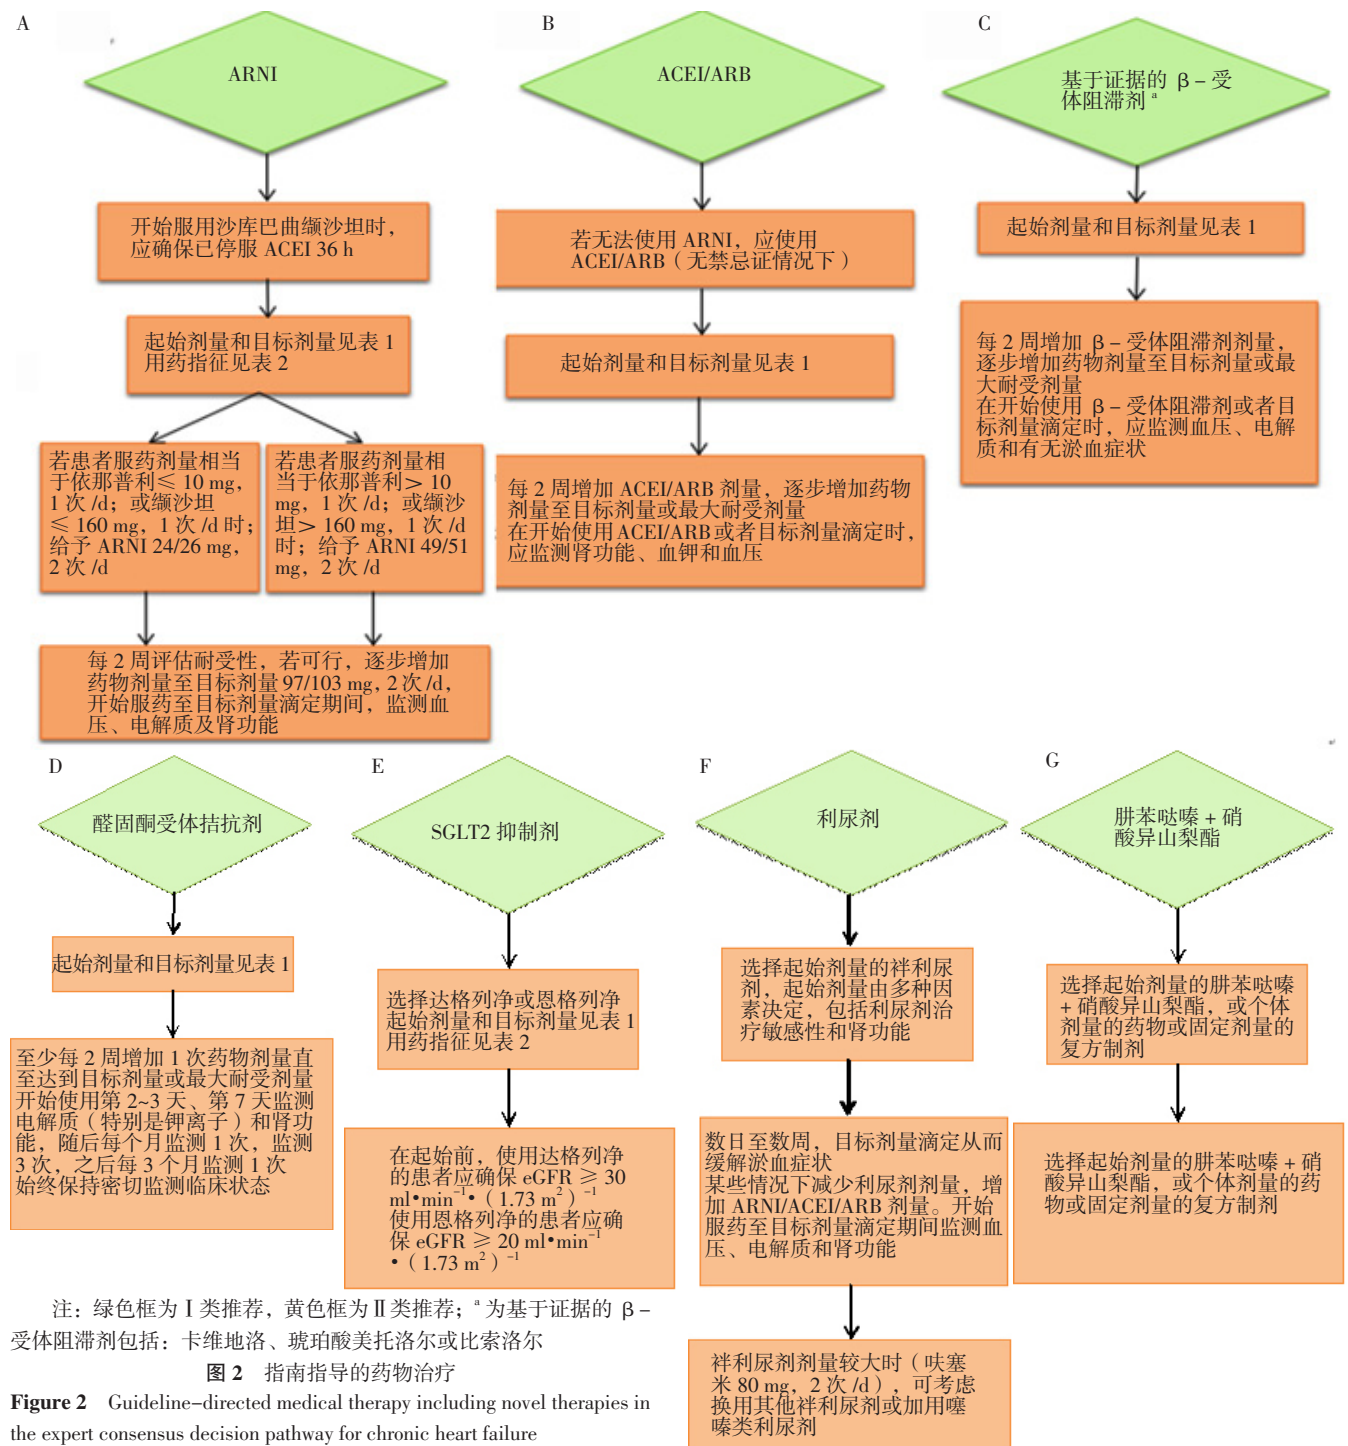 A
ARNI
开始服用沙库巴曲缬沙坦时，
应确保已停服 ACEI 36 h
起始剂量和目标剂量见表 1
用药指征见表 2
若患者服药剂量相当
于依那普利≤ 10 mg，
1 次 /d；或缬沙坦
≤ 160 mg，1 次 /d 时；
给予 ARNI 24/26 mg，
2 次 /d
若患者服药剂量相
当于依那普利＞ 10
mg，1 次 /d；或缬沙
坦＞ 160 mg，1 次 /d
时；给予 ARNI 49/51
mg，2 次 /d
每 2 周评估耐受性，若可行，逐步增加
药物剂量至目标剂量 97/103 mg，2 次 /d，
开始服药至目标剂量滴定期间，监测血
压、电解质及肾功能
B
ACEI/ARB
若无法使用 ARNI，应使用
ACEI/ARB（无禁忌证情况下）
起始剂量和目标剂量见表 1
每 2 周增加 ACEI/ARB 剂量，逐步增加药物
剂量至目标剂量或最大耐受剂量
在开始使用 ACEI/ARB 或者目标剂量滴定时，
应监测肾功能、血钾和血压
C
基于证据的 β－受
体阻滞剂 ª
起始剂量和目标剂量见表 1
每 2 周增加 β－受体阻滞剂剂量，
逐步增加药物剂量至目标剂量或最
大耐受剂量
在开始使用 β－受体阻滞剂或者目
标剂量滴定时，应监测血压、电解
质和有无淤血症状
D
醛固酮受体拮抗剂
起始剂量和目标剂量见表 1
至少每 2 周增加 1 次药物剂量直
至达到目标剂量或最大耐受剂量
开始使用第 2~3 天、第 7 天监测
电解质（特别是钾离子）和肾功
能，随后每个月监测 1 次，监测
3 次，之后每 3 个月监测 1 次
始终保持密切监测临床状态
E
SGLT2 抑制剂
选择达格列净或恩格列净
起始剂量和目标剂量见表 1
用药指征见表 2
在起始前，使用达格列净
的患者应确保 eGFR ≥ 30
ml•min⁻¹•（1.73 m²）⁻¹
使用恩格列净的患者应确
保 eGFR ≥ 20 ml•min⁻¹
•（1.73 m²）⁻¹
F
利尿剂
选择起始剂量的袢利尿
剂，起始剂量由多种因
素决定，包括利尿剂治
疗敏感性和肾功能
数日至数周，目标剂量滴定从而
缓解淤血症状
某些情况下减少利尿剂剂量，增
加 ARNI/ACEI/ARB 剂量。开始
服药至目标剂量滴定期间监测血
压、电解质和肾功能
袢利尿剂剂量较大时（呋塞
米 80 mg，2 次 /d），可考虑
换用其他袢利尿剂或加用噻
嗪类利尿剂
G
肼苯哒嗪 + 硝
酸异山梨酯
选择起始剂量的肼苯哒嗪
+ 硝酸异山梨酯，或个体
剂量的药物或固定剂量的
复方制剂
选择起始剂量的肼苯哒嗪 + 硝
酸异山梨酯，或个体剂量的药
物或固定剂量的复方制剂
注：绿色框为Ⅰ类推荐，黄色框为Ⅱ类推荐；ª 为基于证据的 β－
受体阻滞剂包括：卡维地洛、琥珀酸美托洛尔或比索洛尔
图 2 指南指导的药物治疗
Figure 2 Guideline-directed medical therapy including novel therapies in
the expert consensus decision pathway for chronic heart failure